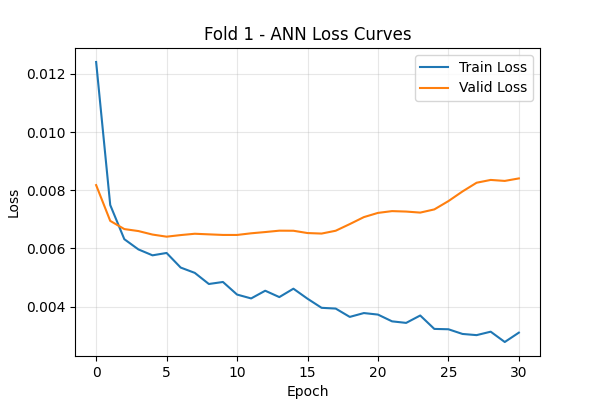 Fold 1 - ANN Loss Curves
Train Loss
Valid Loss
Loss
0.012
0.010
0.008
0.006
0.004
0 5 10 15 20 25 30
Epoch